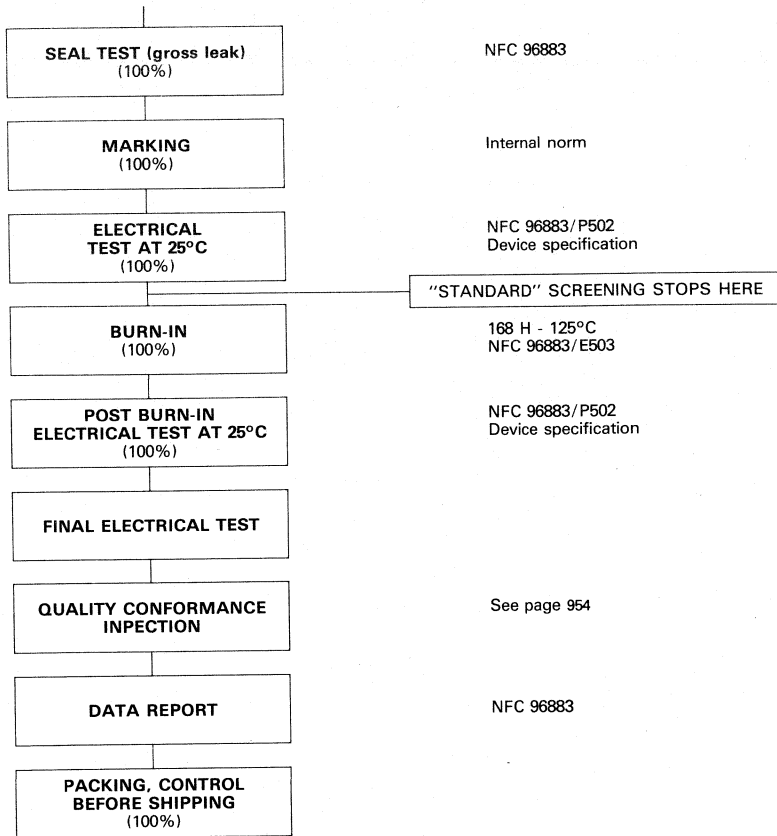 SEAL TEST (gross leak)
(100%)
NFC 96883
MARKING
(100%)
Internal norm
ELECTRICAL
TEST AT 25°C
(100%)
NFC 96883/P502
Device specification
"STANDARD" SCREENING STOPS HERE
BURN-IN
(100%)
168 H - 125°C
NFC 96883/E503
POST BURN-IN
ELECTRICAL TEST AT 25°C
(100%)
NFC 96883/P502
Device specification
FINAL ELECTRICAL TEST
QUALITY CONFORMANCE
INPECTION
See page 954
DATA REPORT
NFC 96883
PACKING, CONTROL
BEFORE SHIPPING
(100%)